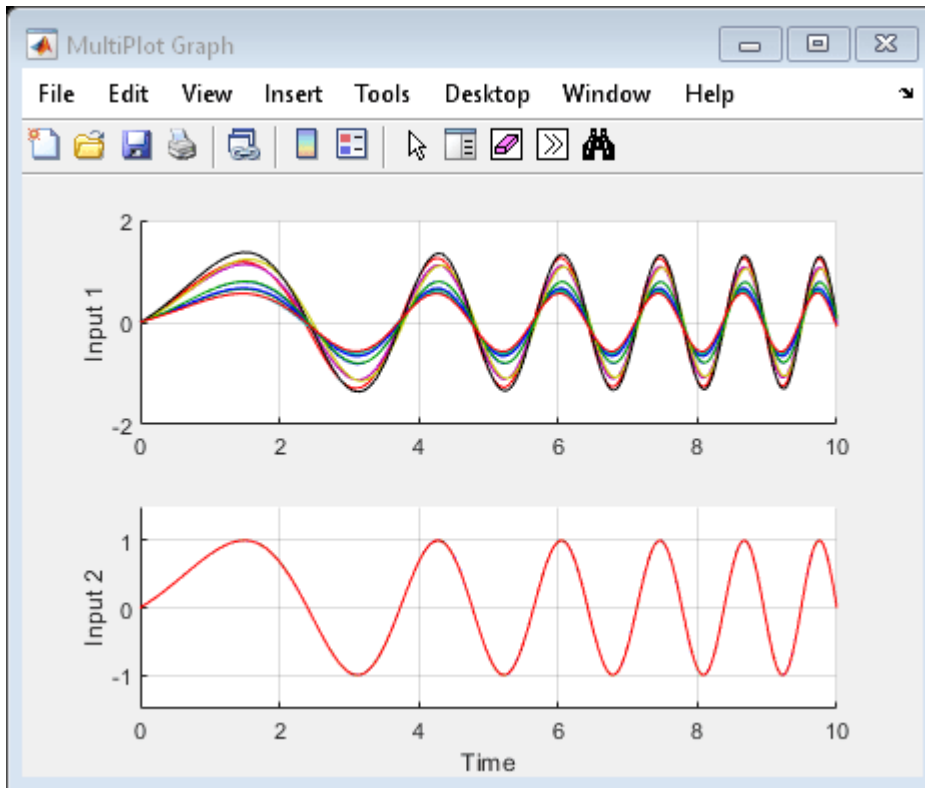 MultiPlot Graph
File Edit View Insert Tools Desktop Window Help
2
0
-2
Input 1
0 2 4 6 8 10
1
0
-1
Input 2
0 2 4 6 8 10
Time